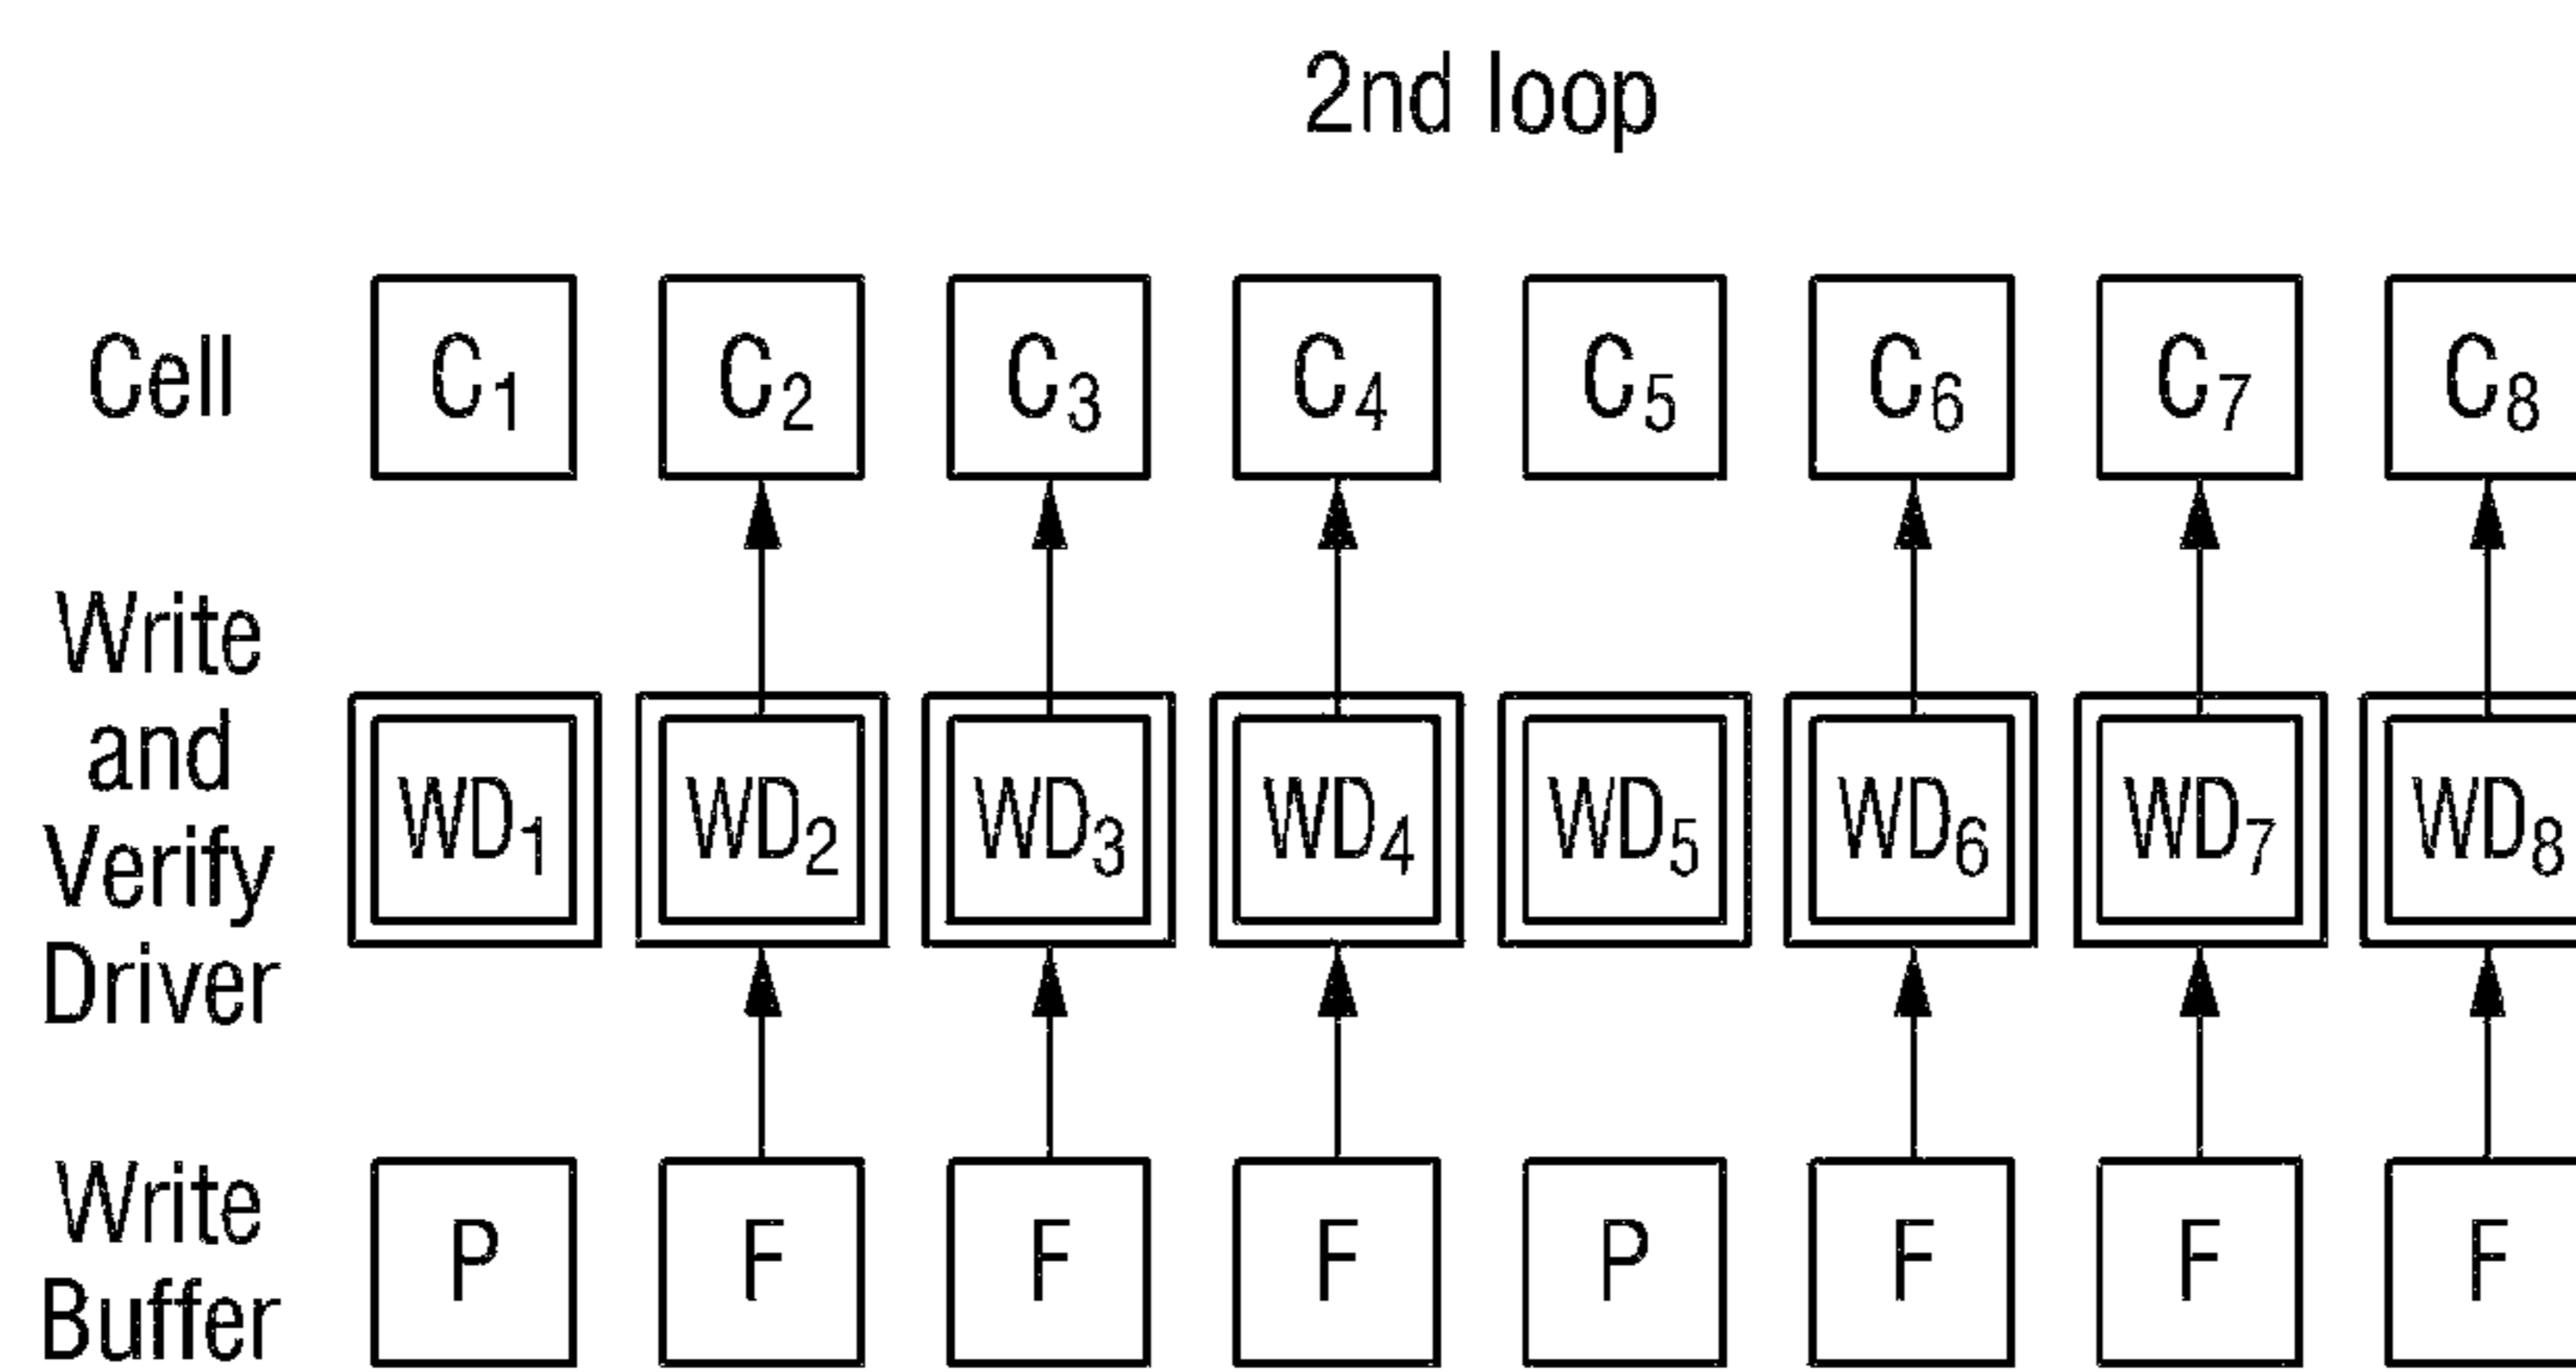 2nd loop
Cell C₁ C₂ C₃ C₄ C₅ C₆ C₇ C₈
Write
and
Verify
Driver
WD₁ WD₂ WD₃ WD₄ WD₅ WD₆ WD₇ WD₈
Write
Buffer
P F F F P F F F